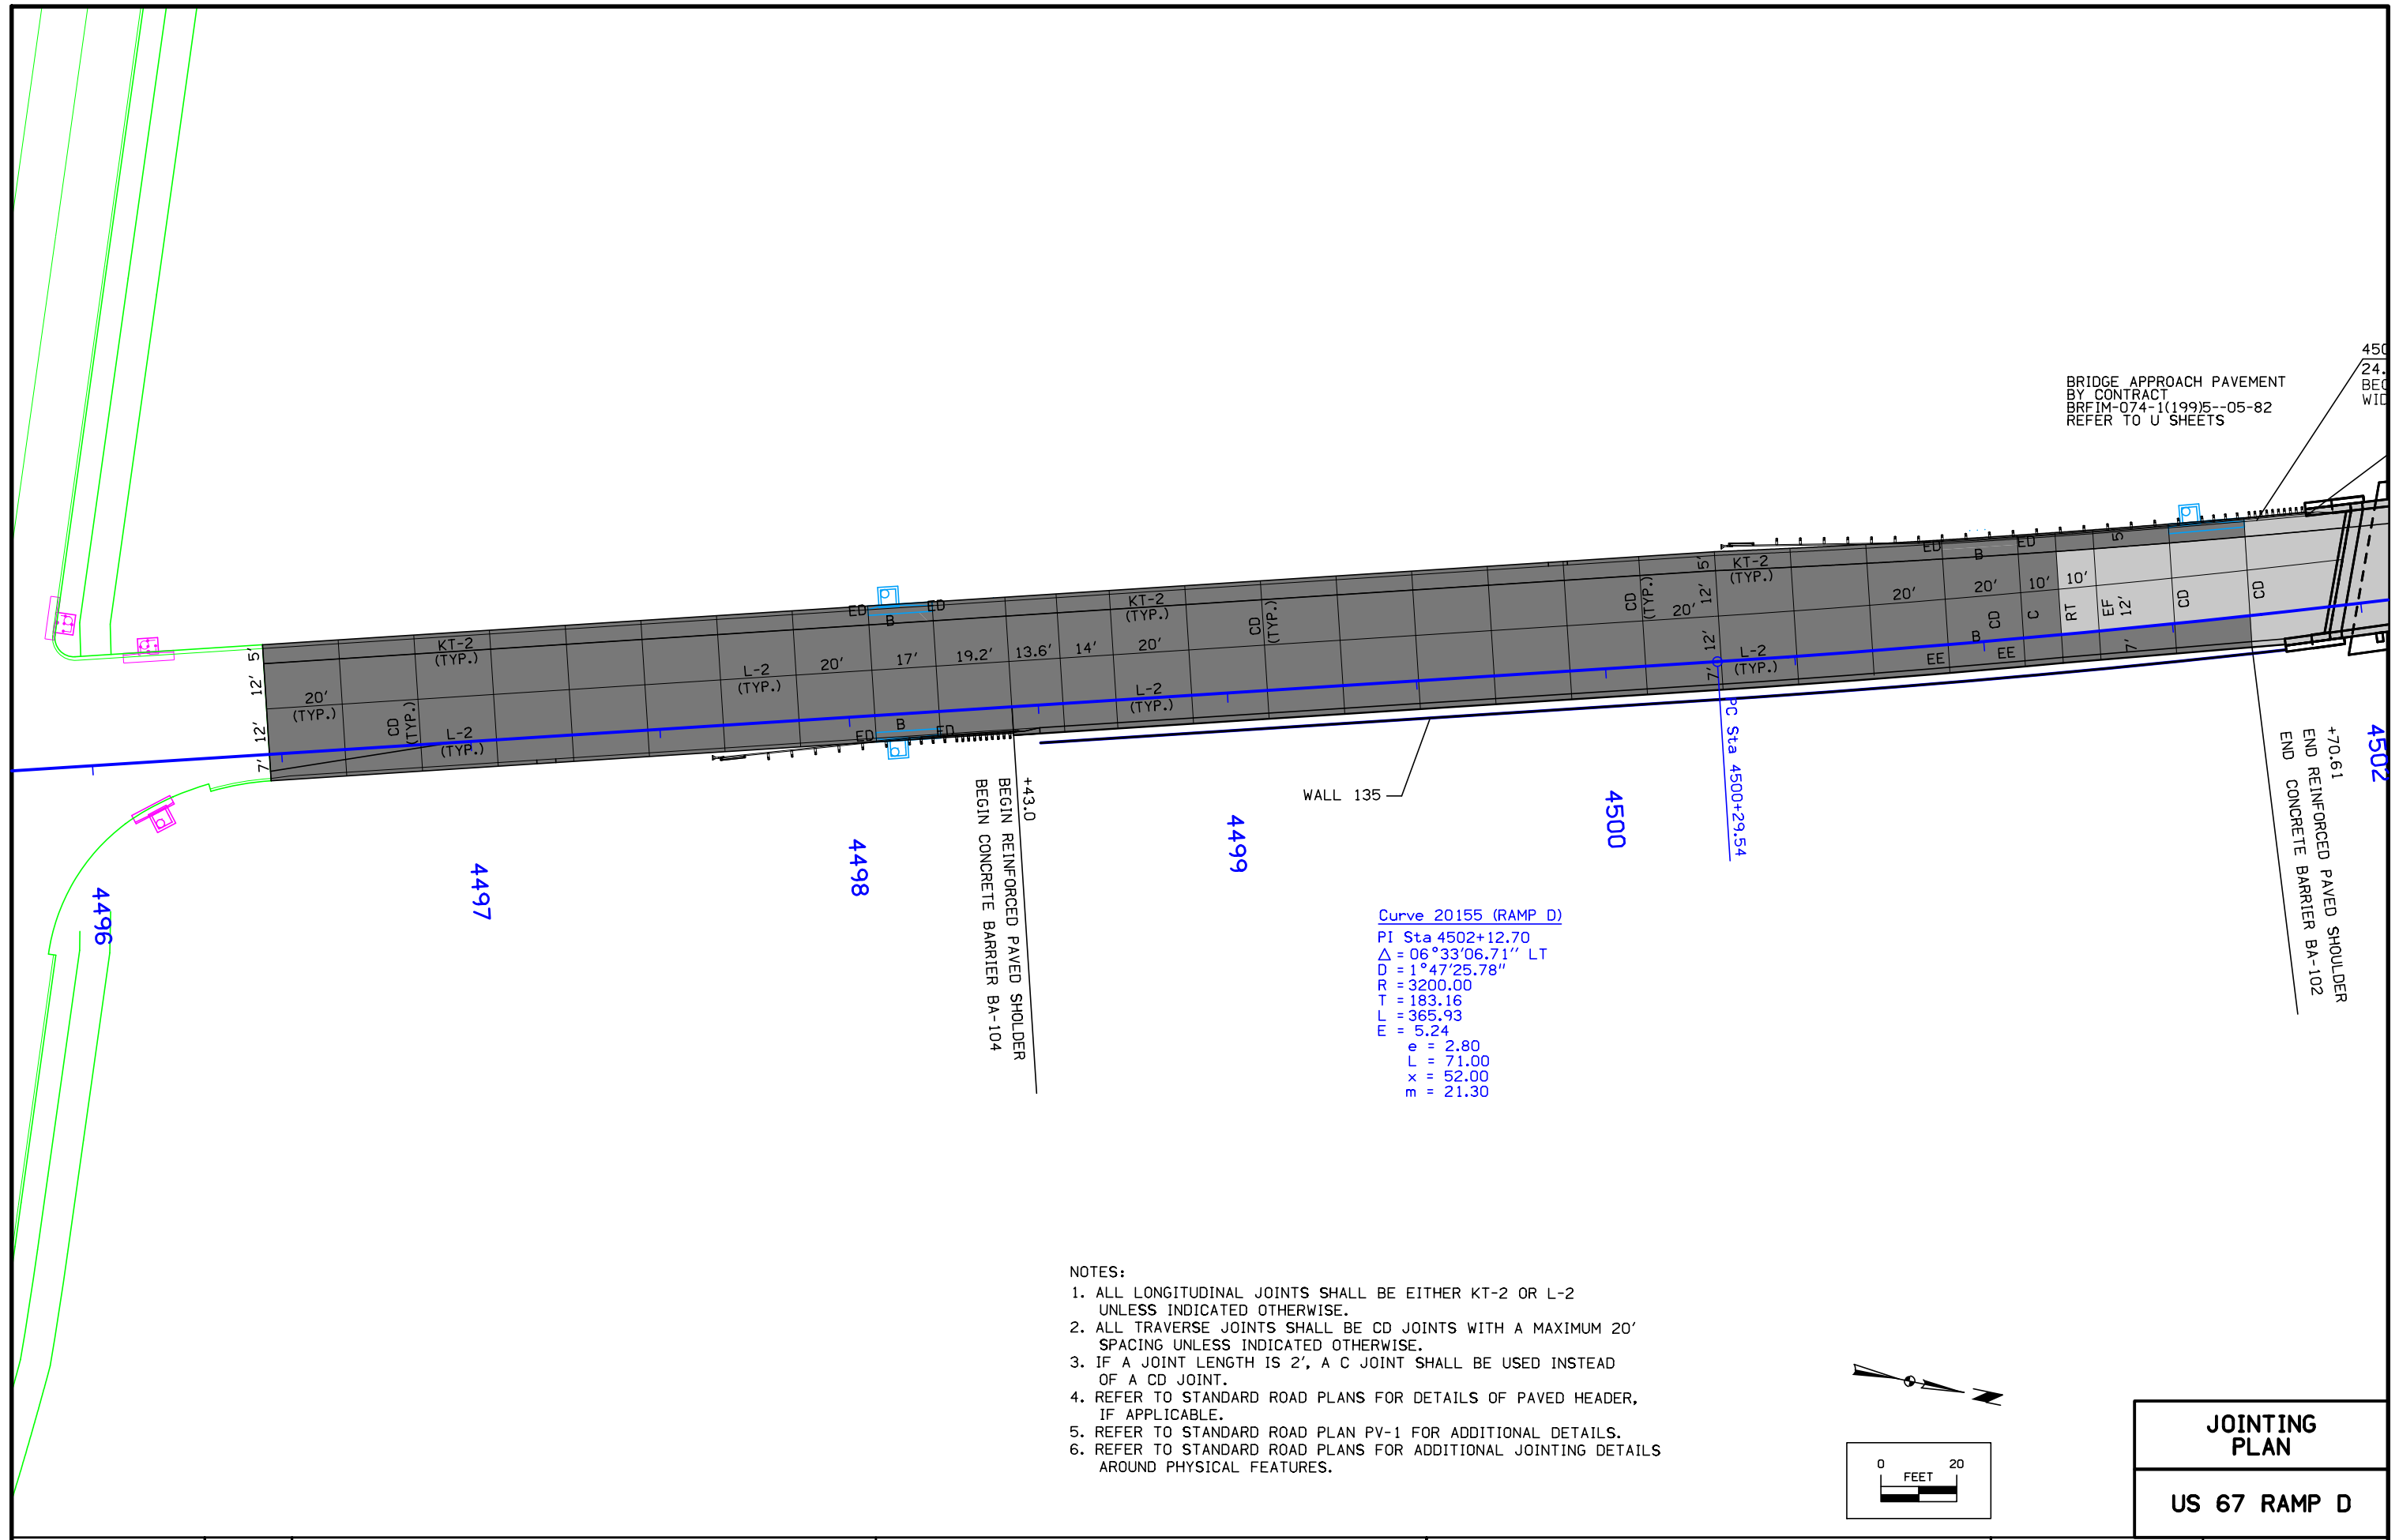 450
24.
BEG
WID
BRIDGE APPROACH PAVEMENT
BY CONTRACT
BRFIM-074-1(199)5--05-82
REFER TO U SHEETS
5'
12'
12'
7'
20'
(TYP.)
CD
(TYP.)
KT-2
(TYP.)
L-2
(TYP.)
L-2
(TYP.)
20'
ED
ED
B
17'
19.2'
13.6'
14'
20'
B
ED
ED
KT-2
(TYP.)
L-2
(TYP.)
CD
(TYP.)
CD
(TYP.)
20'
5'
12'
12'
7'
KT-2
(TYP.)
L-2
(TYP.)
20'
ED
B
ED
20'
10'
10'
CD
C
RT
EF
12'
5'
7'
CD
CD
B
EE
EE
+43.0
BEGIN REINFORCED PAVED SHOLDER
BEGIN CONCRETE BARRIER BA-104
WALL 135
PC Sta 4500+29.54
+70.61
END REINFORCED PAVED SHOULDER
END CONCRETE BARRIER BA-102
4496
4497
4498
4499
4500
4502
Curve 20155 (RAMP D)
PI Sta 4502+12.70
Δ = 06°33'06.71" LT
D = 1°47'25.78"
R = 3200.00
T = 183.16
L = 365.93
E = 5.24
e = 2.80
L = 71.00
x = 52.00
m = 21.30
NOTES:
1. ALL LONGITUDINAL JOINTS SHALL BE EITHER KT-2 OR L-2
UNLESS INDICATED OTHERWISE.
2. ALL TRAVERSE JOINTS SHALL BE CD JOINTS WITH A MAXIMUM 20'
SPACING UNLESS INDICATED OTHERWISE.
3. IF A JOINT LENGTH IS 2', A C JOINT SHALL BE USED INSTEAD
OF A CD JOINT.
4. REFER TO STANDARD ROAD PLANS FOR DETAILS OF PAVED HEADER,
IF APPLICABLE.
5. REFER TO STANDARD ROAD PLAN PV-1 FOR ADDITIONAL DETAILS.
6. REFER TO STANDARD ROAD PLANS FOR ADDITIONAL JOINTING DETAILS
AROUND PHYSICAL FEATURES.
0 20
FEET
JOINTING
PLAN
US 67 RAMP D